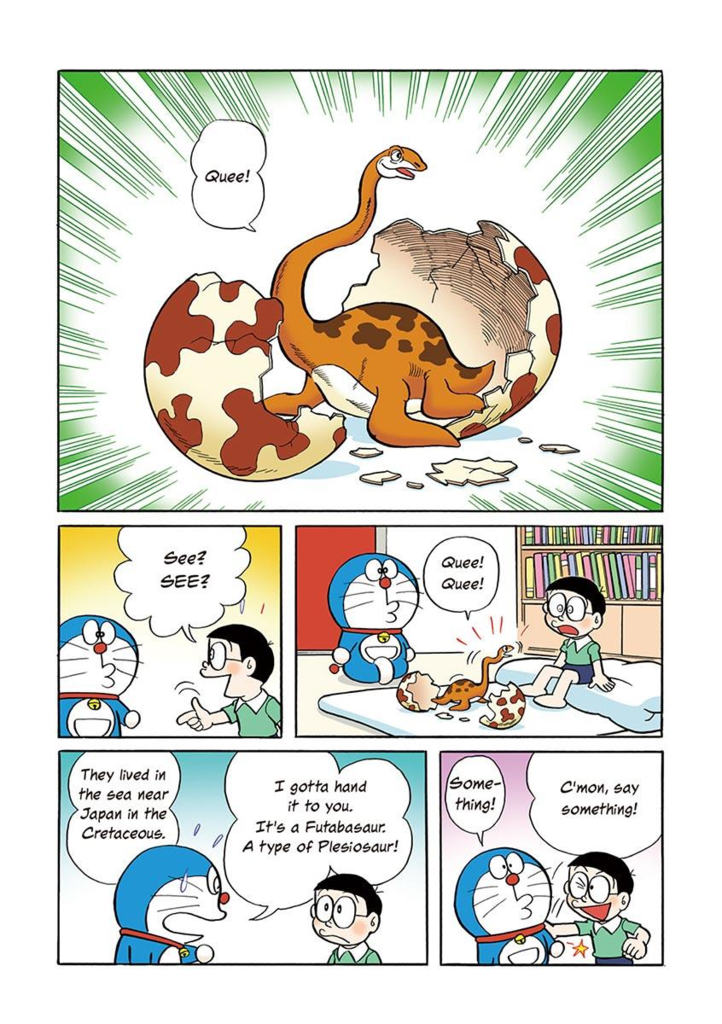 Quee!
Quee!
Quee!
See?
SEE?
C'mon, say
something!
Some-
thing!
I gotta hand
it to you.
It's a Futabasaur.
A type of Plesiosaur!
They lived in
the sea near
Japan in the
Cretaceous.